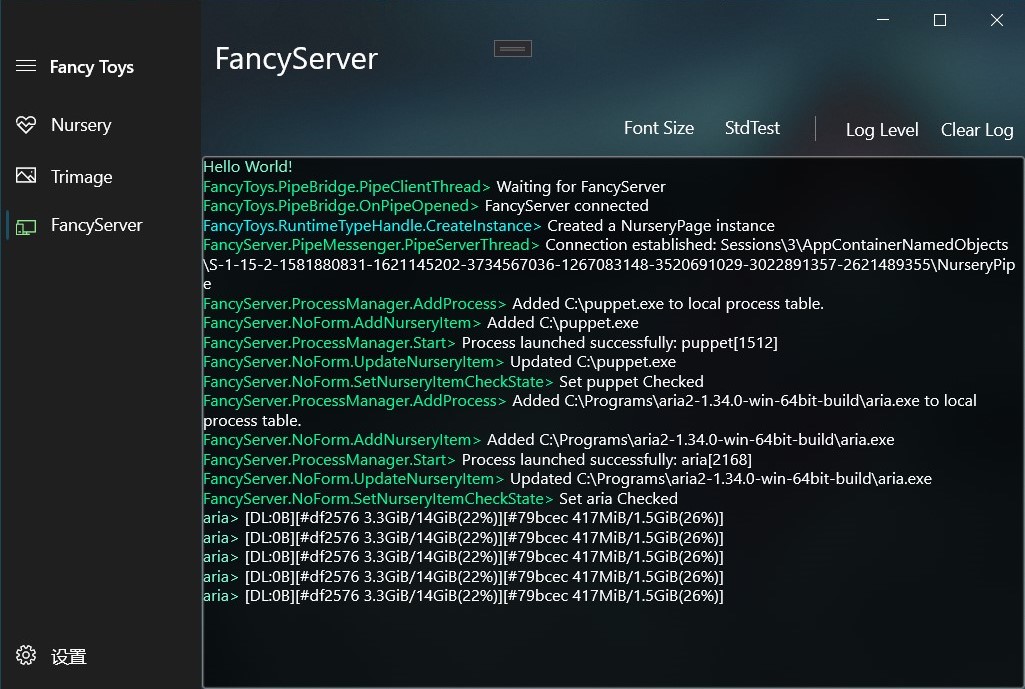 Fancy Toys
Nursery
Trimage
FancyServer
设置
FancyServer
Font Size
StdTest
Log Level
Clear Log
Hello World!
FancyToys.PipeBridge.PipeClientThread> Waiting for FancyServer
FancyToys.PipeBridge.OnPipeOpened> FancyServer connected
FancyToys.RuntimeTypeHandle.CreateInstance> Created a NurseryPage instance
FancyServer.PipeMessenger.PipeServerThread> Connection established: Sessions\3\AppContainerNamedObjects
\S-1-15-2-1581880831-1621145202-3734567036-1267083148-3520691029-3022891357-2621489355\NurseryPip
e
FancyServer.ProcessManager.AddProcess> Added C:\puppet.exe to local process table.
FancyServer.NoForm.AddNurseryItem> Added C:\puppet.exe
FancyServer.ProcessManager.Start> Process launched successfully: puppet[1512]
FancyServer.NoForm.UpdateNurseryItem> Updated C:\puppet.exe
FancyServer.NoForm.SetNurseryItemCheckState> Set puppet Checked
FancyServer.ProcessManager.AddProcess> Added C:\Programs\aria2-1.34.0-win-64bit-build\aria.exe to local
process table.
FancyServer.NoForm.AddNurseryItem> Added C:\Programs\aria2-1.34.0-win-64bit-build\aria.exe
FancyServer.ProcessManager.Start> Process launched successfully: aria[2168]
FancyServer.NoForm.UpdateNurseryItem> Updated C:\Programs\aria2-1.34.0-win-64bit-build\aria.exe
FancyServer.NoForm.SetNurseryItemCheckState> Set aria Checked
aria> [DL:0B][#df2576 3.3GiB/14GiB(22%)][#79bcec 417MiB/1.5GiB(26%)]
aria> [DL:0B][#df2576 3.3GiB/14GiB(22%)][#79bcec 417MiB/1.5GiB(26%)]
aria> [DL:0B][#df2576 3.3GiB/14GiB(22%)][#79bcec 417MiB/1.5GiB(26%)]
aria> [DL:0B][#df2576 3.3GiB/14GiB(22%)][#79bcec 417MiB/1.5GiB(26%)]
aria> [DL:0B][#df2576 3.3GiB/14GiB(22%)][#79bcec 417MiB/1.5GiB(26%)]